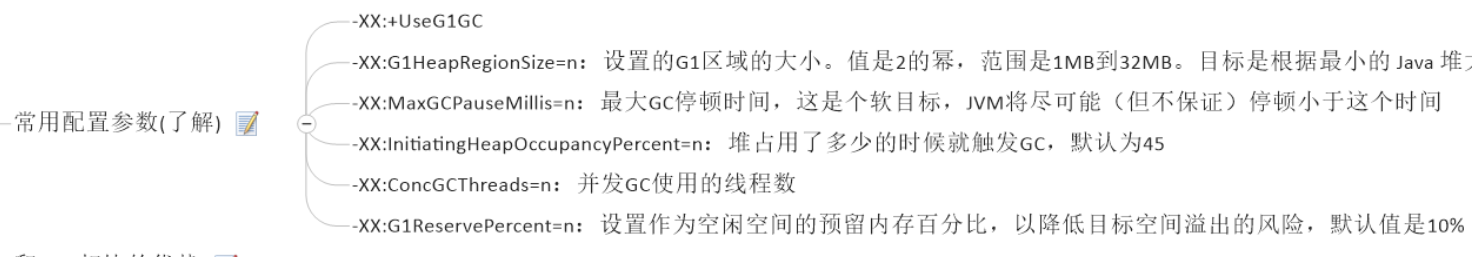 -XX:+UseG1GC
-XX:G1HeapRegionSize=n： 设置的G1区域的大小。值是2的幂，范围是1MB到32MB。目标是根据最小的 Java 堆
-XX:MaxGCPauseMillis=n：最大GC停顿时间，这是个软目标，JVM将尽可能（但不保证）停顿小于这个时间
常用配置参数(了解)
-XX:InitiatingHeapOccupancyPercent=n：堆占用了多少的时候就触发GC，默认为45
-XX:ConcGCThreads=n：并发GC使用的线程数
-XX:G1ReservePercent=n：设置作为空闲空间的预留内存百分比，以降低目标空间溢出的风险，默认值是10%